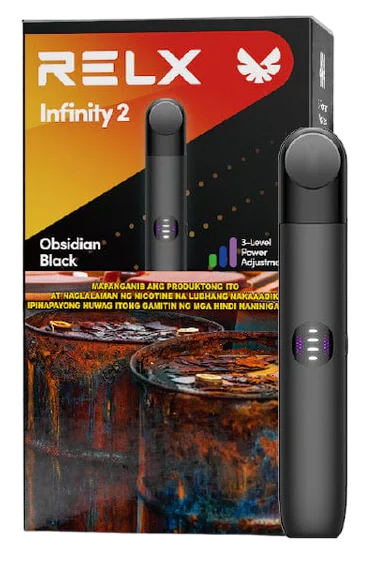 RELX
Infinity 2
Obsidian
Black
3-Level
Power
Adjustme
MAPANGANIB ANG PRODUKTONG ITO
AT NAGLALAMAN NG NICOTINE NA LUBHANG NAKAAADIK
IPINAPAYONG HUWAG ITONG GAMITIN NG MGA HINDI NANINIGA